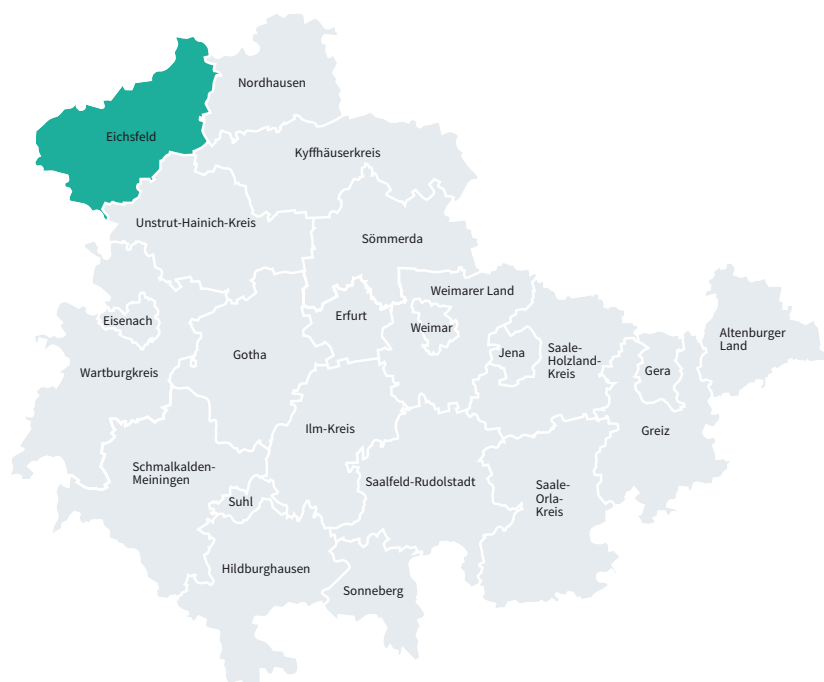 Nordhausen
Eichsfeld
Kyffhäuserkreis
Unstrut-Hainich-Kreis
Sömmerda
Weimarer Land
Eisenach
Erfurt
Weimar
Altenburger
Land
Gotha
Jena
Saale-
Holzland-
Kreis
Wartburgkreis
Gera
Ilm-Kreis
Greiz
Schmalkalden-
Meiningen
Saalfeld-Rudolstadt
Saale-
Orla-
Kreis
Suhl
Hildburghausen
Sonneberg